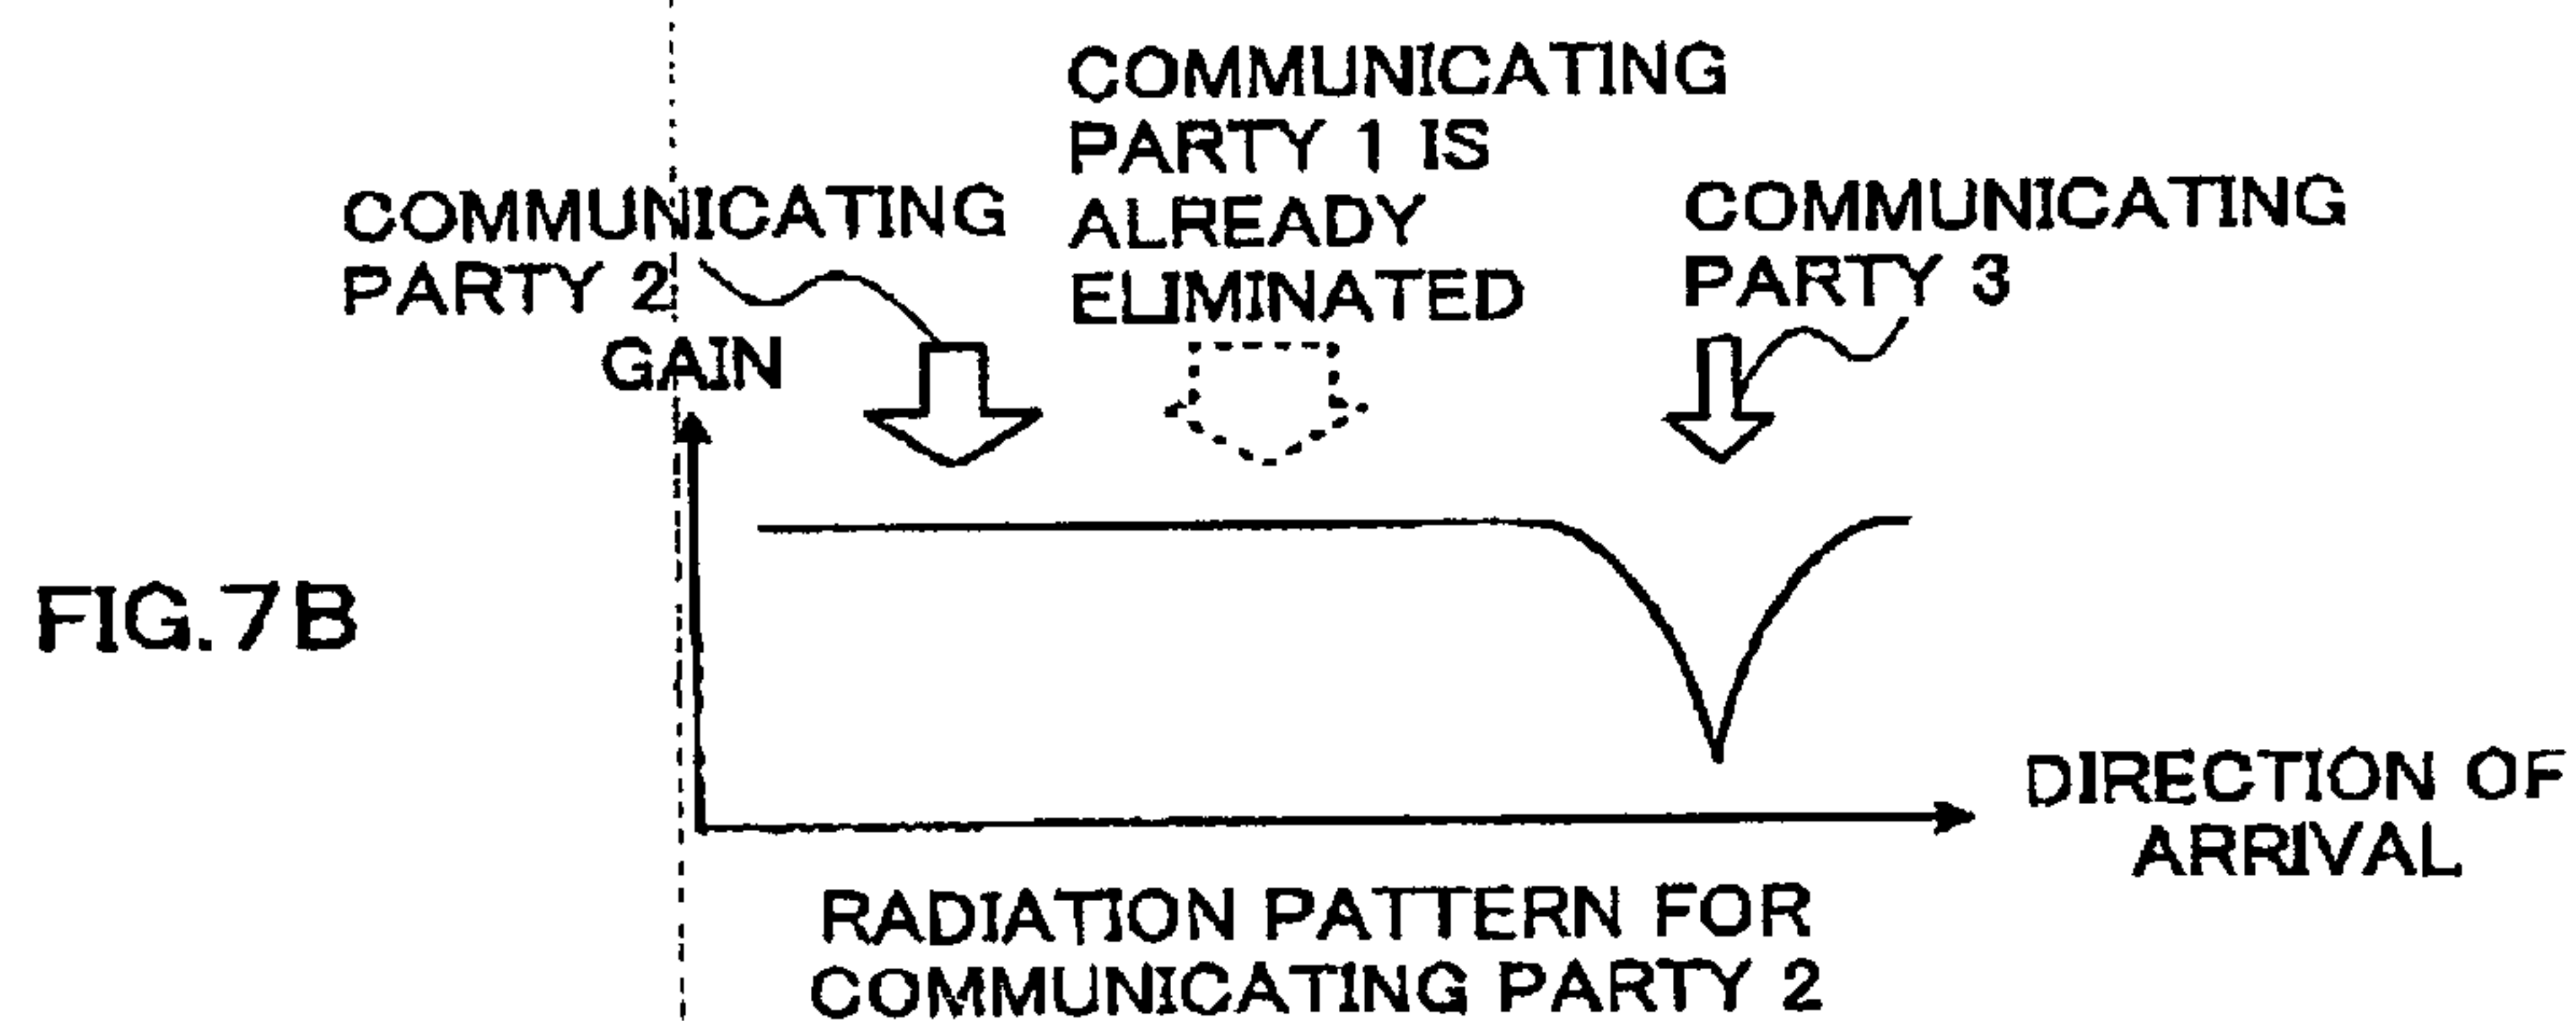 COMMUNICATING
PARTY 1 IS
ALREADY
ELIMINATED
COMMUNICATING
PARTY 2
COMMUNICATING
PARTY 3
GAIN
FIG.7B
DIRECTION OF
ARRIVAL
RADIATION PATTERN FOR
COMMUNICATING PARTY 2